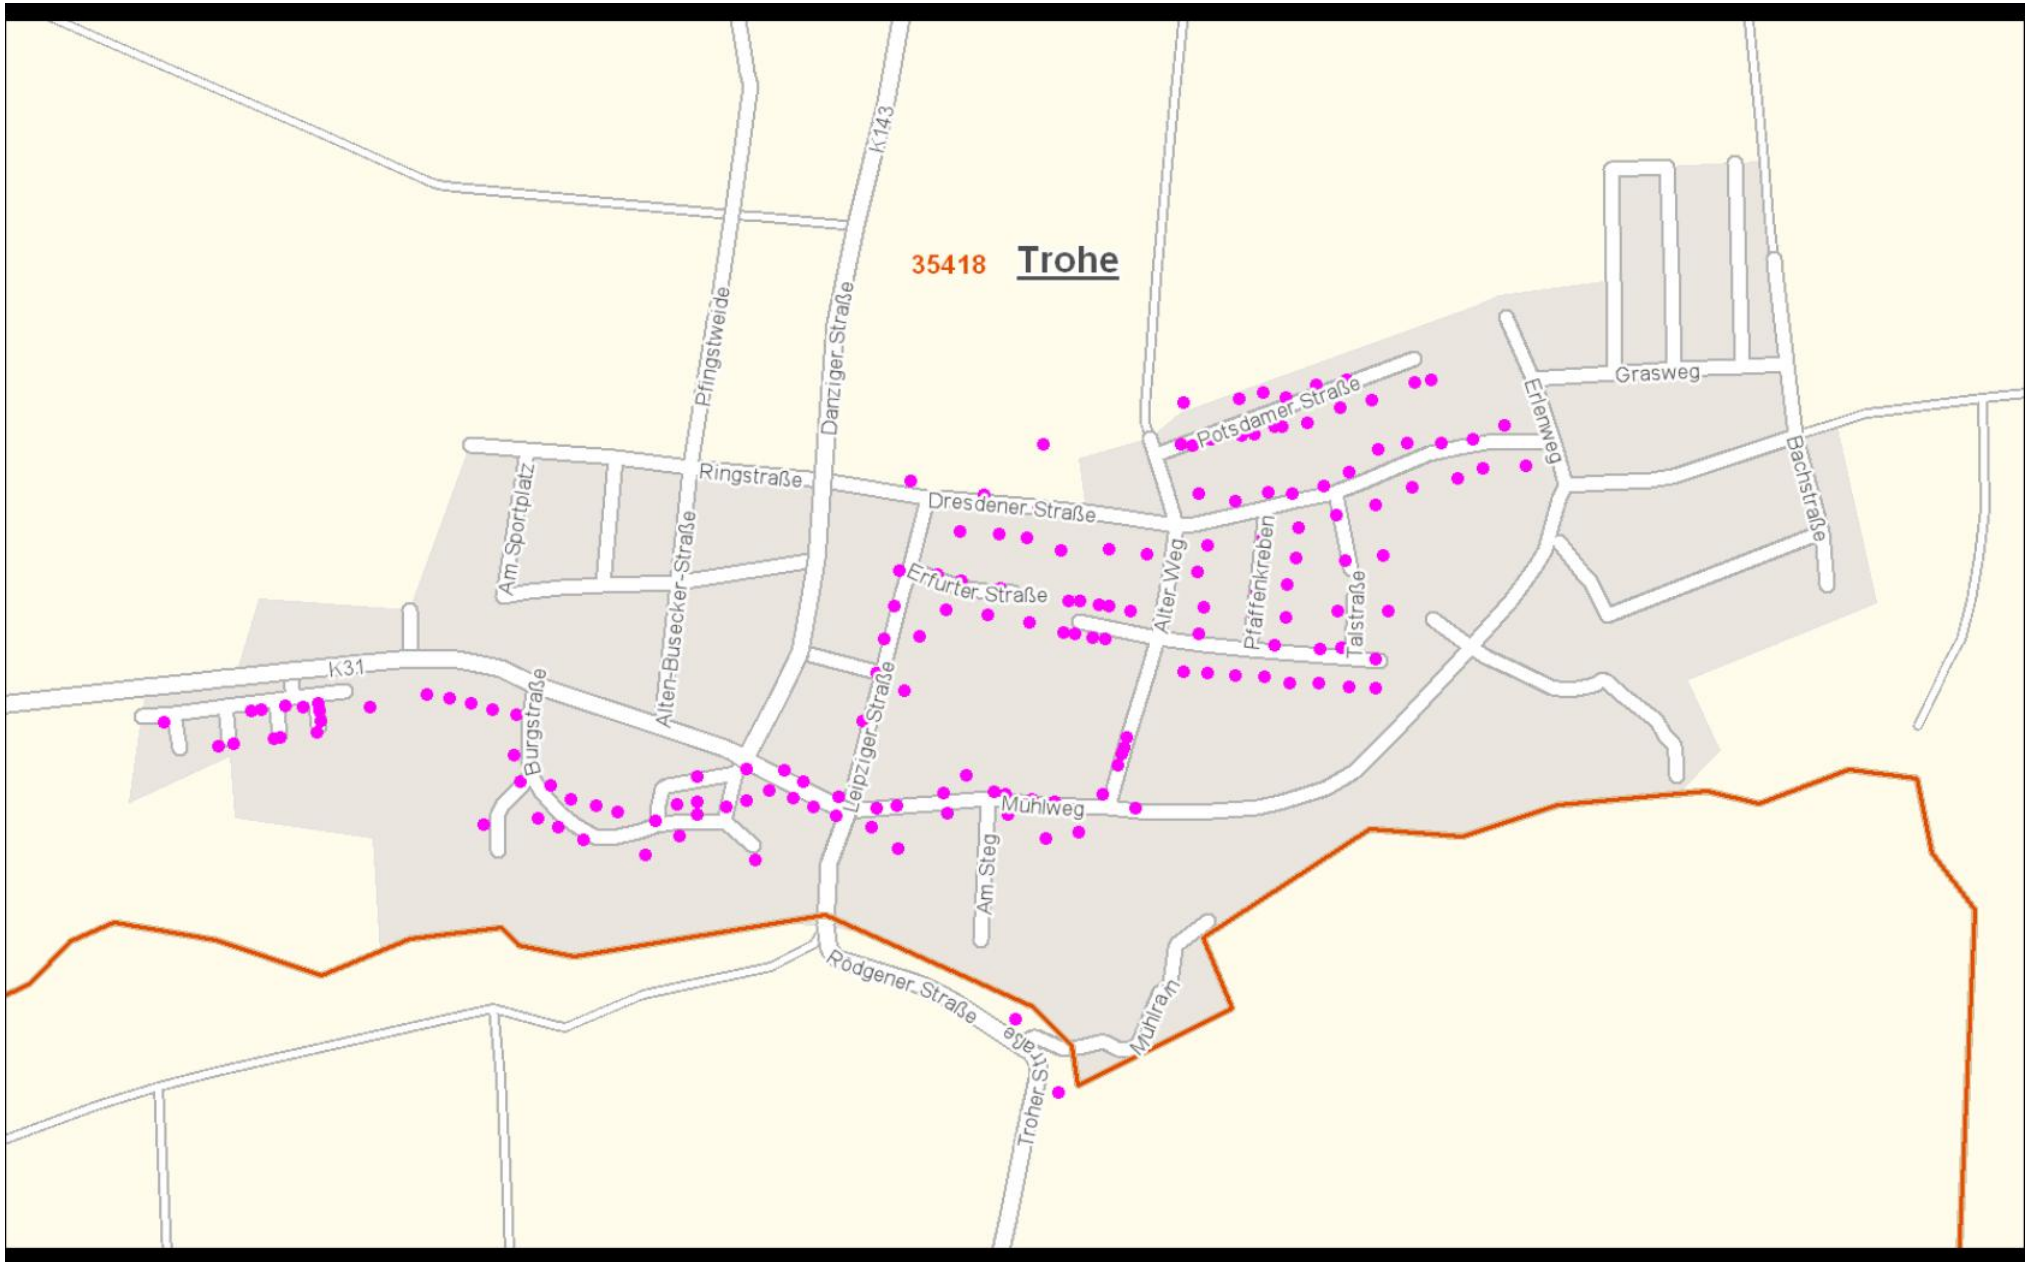 K143
35418 Trohe
Pfingstweide
Danziger Straße
Potsdamer Straße
Grasweg
Erlenweg
Bachstraße
Ringstraße
Dresdener Straße
Am Sportplatz
Alten-Busecker-Straße
Erfurter Straße
Alter Weg
Pfaffenkreben
Talstraße
K31
Burgstraße
Leipziger Straße
Mühlweg
Am Steg
Rödgener Straße
Mühlrain
Troher Straße